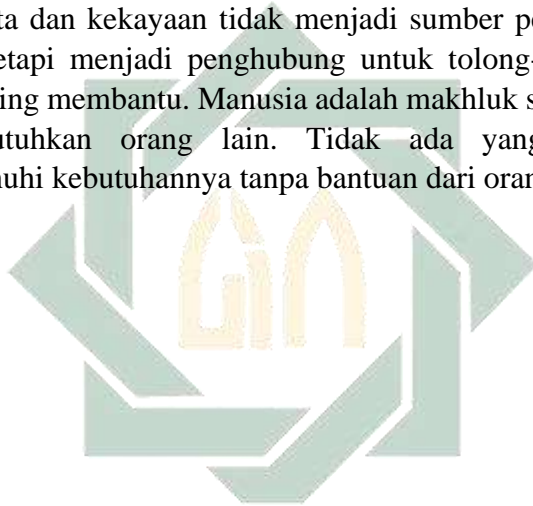 ta dan kekayaan tidak menjadi sumber pe
etapi menjadi penghubung untuk tolong-
ing membantu. Manusia adalah makhluk s
utuhkan orang lain. Tidak ada yang
uhi kebutuhannya tanpa bantuan dari oran